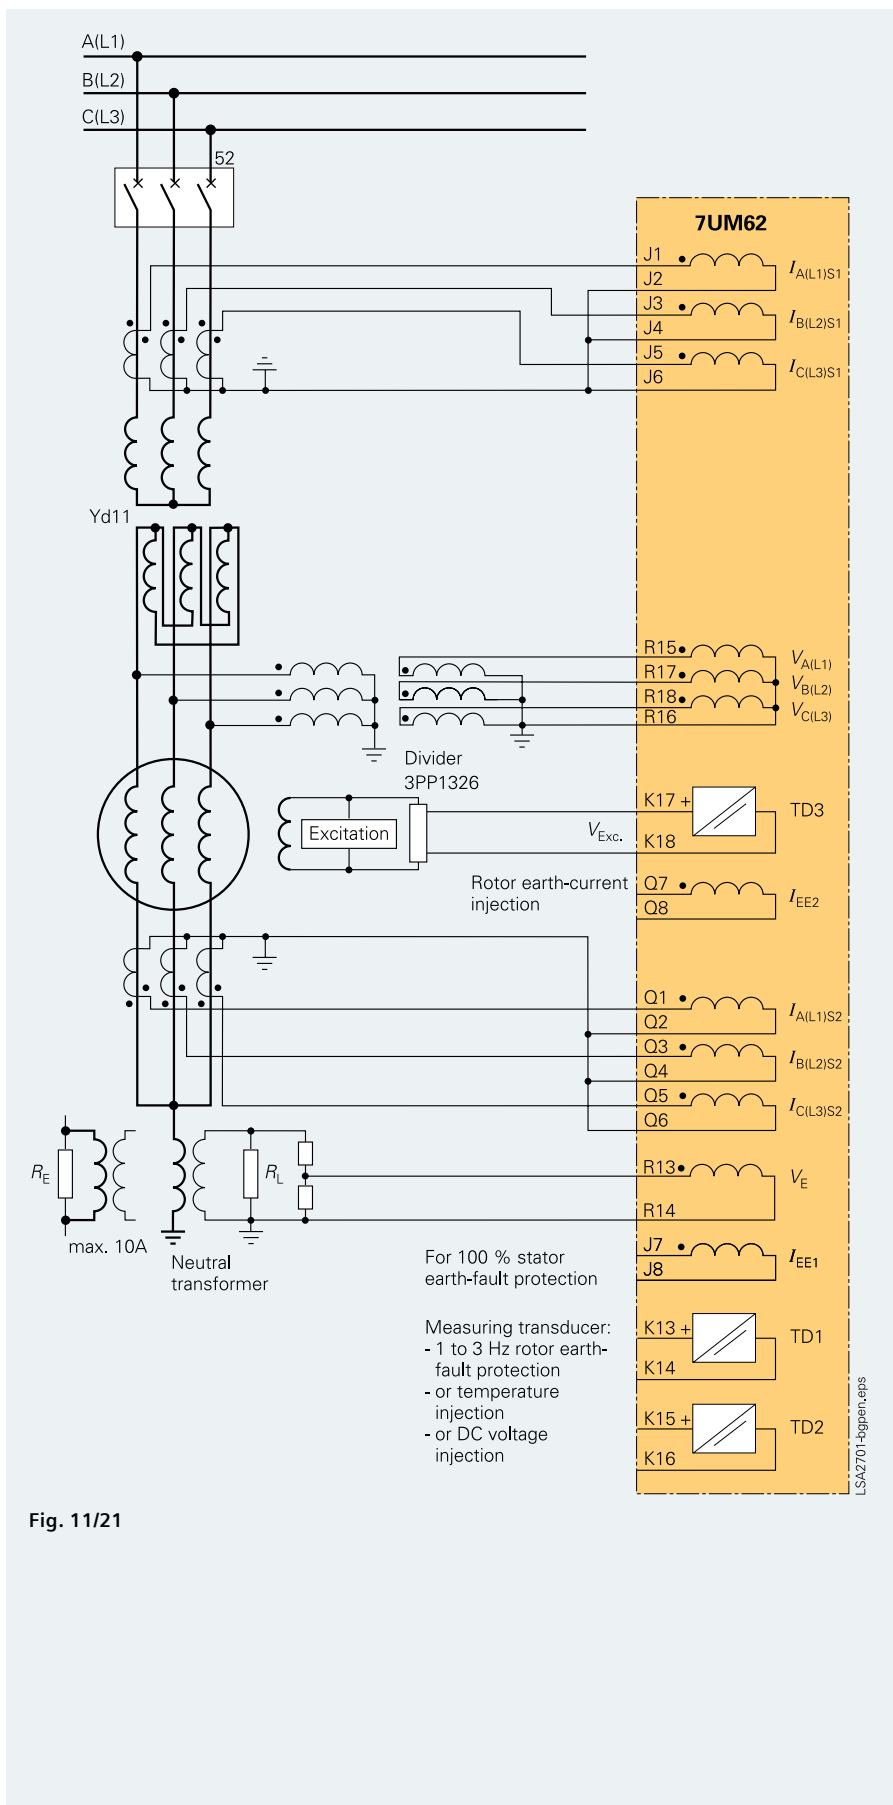 A(L1)
B(L2)
C(L3)
52
7UM62
J1
I A(L1)S1
J2
J3
I B(L2)S1
J4
J5
I C(L3)S1
J6
Yd11
R15
V A(L1)
R17
V B(L2)
R18
V C(L3)
R16
Divider
3PP1326
K17 +
TD3
Excitation
V Exc.
K18
Rotor earth-current
injection
Q7
I EE2
Q8
Q1
I A(L1)S2
Q2
Q3
I B(L2)S2
Q4
Q5
I C(L3)S2
Q6
R E
R L
R13
V E
R14
max. 10A
Neutral
transformer
For 100 % stator
earth-fault protection
J7
I EE1
J8
Measuring transducer:
- 1 to 3 Hz rotor earth-
fault protection
- or temperature
injection
- or DC voltage
injection
K13 +
TD1
K14
K15 +
TD2
K16
LSA2701-bgpen.eps
Fig. 11/21